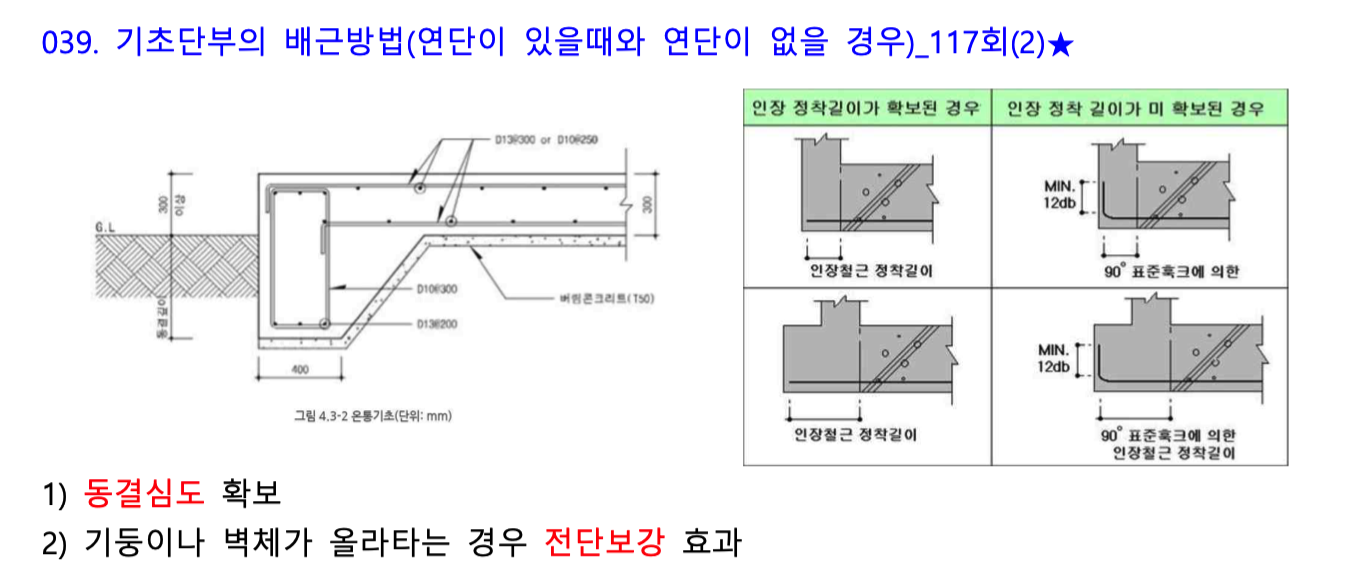 039. 기초단부의 배근방법(연단이 있을때와 연단이 없을 경우)_117회(2)★
D13@300 or D10@250
300
이상
G.L
동결깊이
300
D10@300
버림콘크리트(T50)
D13@200
400
그림 4.3-2 온통기초(단위: mm)
인장 정착길이가 확보된 경우
인장 정착 길이가 미 확보된 경우
인장철근 정착길이
MIN.
12db
90° 표준훅크에 의한
인장철근 정착길이
MIN.
12db
90° 표준훅크에 의한
인장철근 정착길이
1) 동결심도 확보
2) 기둥이나 벽체가 올라타는 경우 전단보강 효과